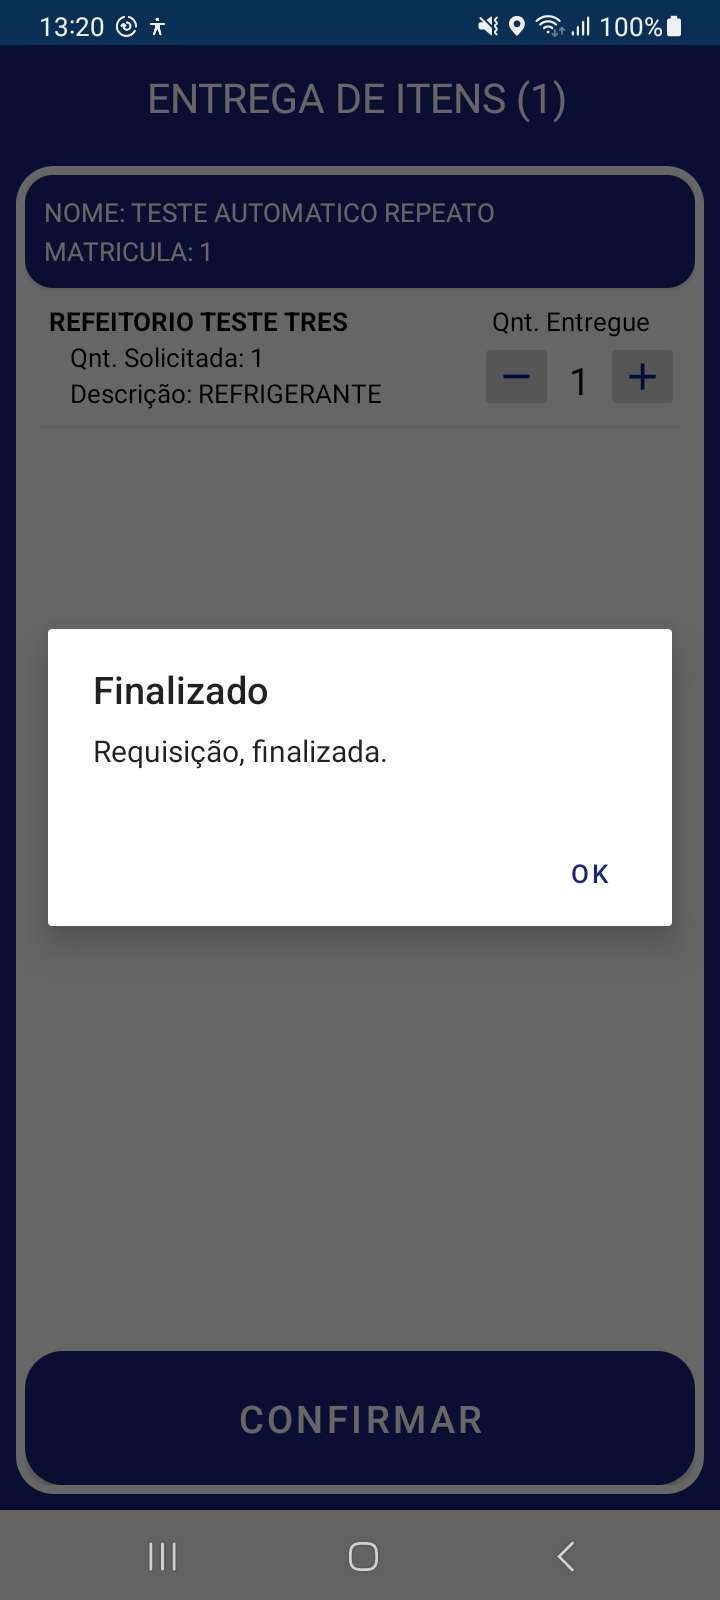 13:20
100%
ENTREGA DE ITENS (1)
NOME: TESTE AUTOMATICO REPEATO
MATRICULA: 1
REFEITORIO TESTE TRES
Qnt. Entregue
Qnt. Solicitada: 1
1
Descrição: REFRIGERANTE
Finalizado
Requisição, finalizada.
OK
CONFIRMAR